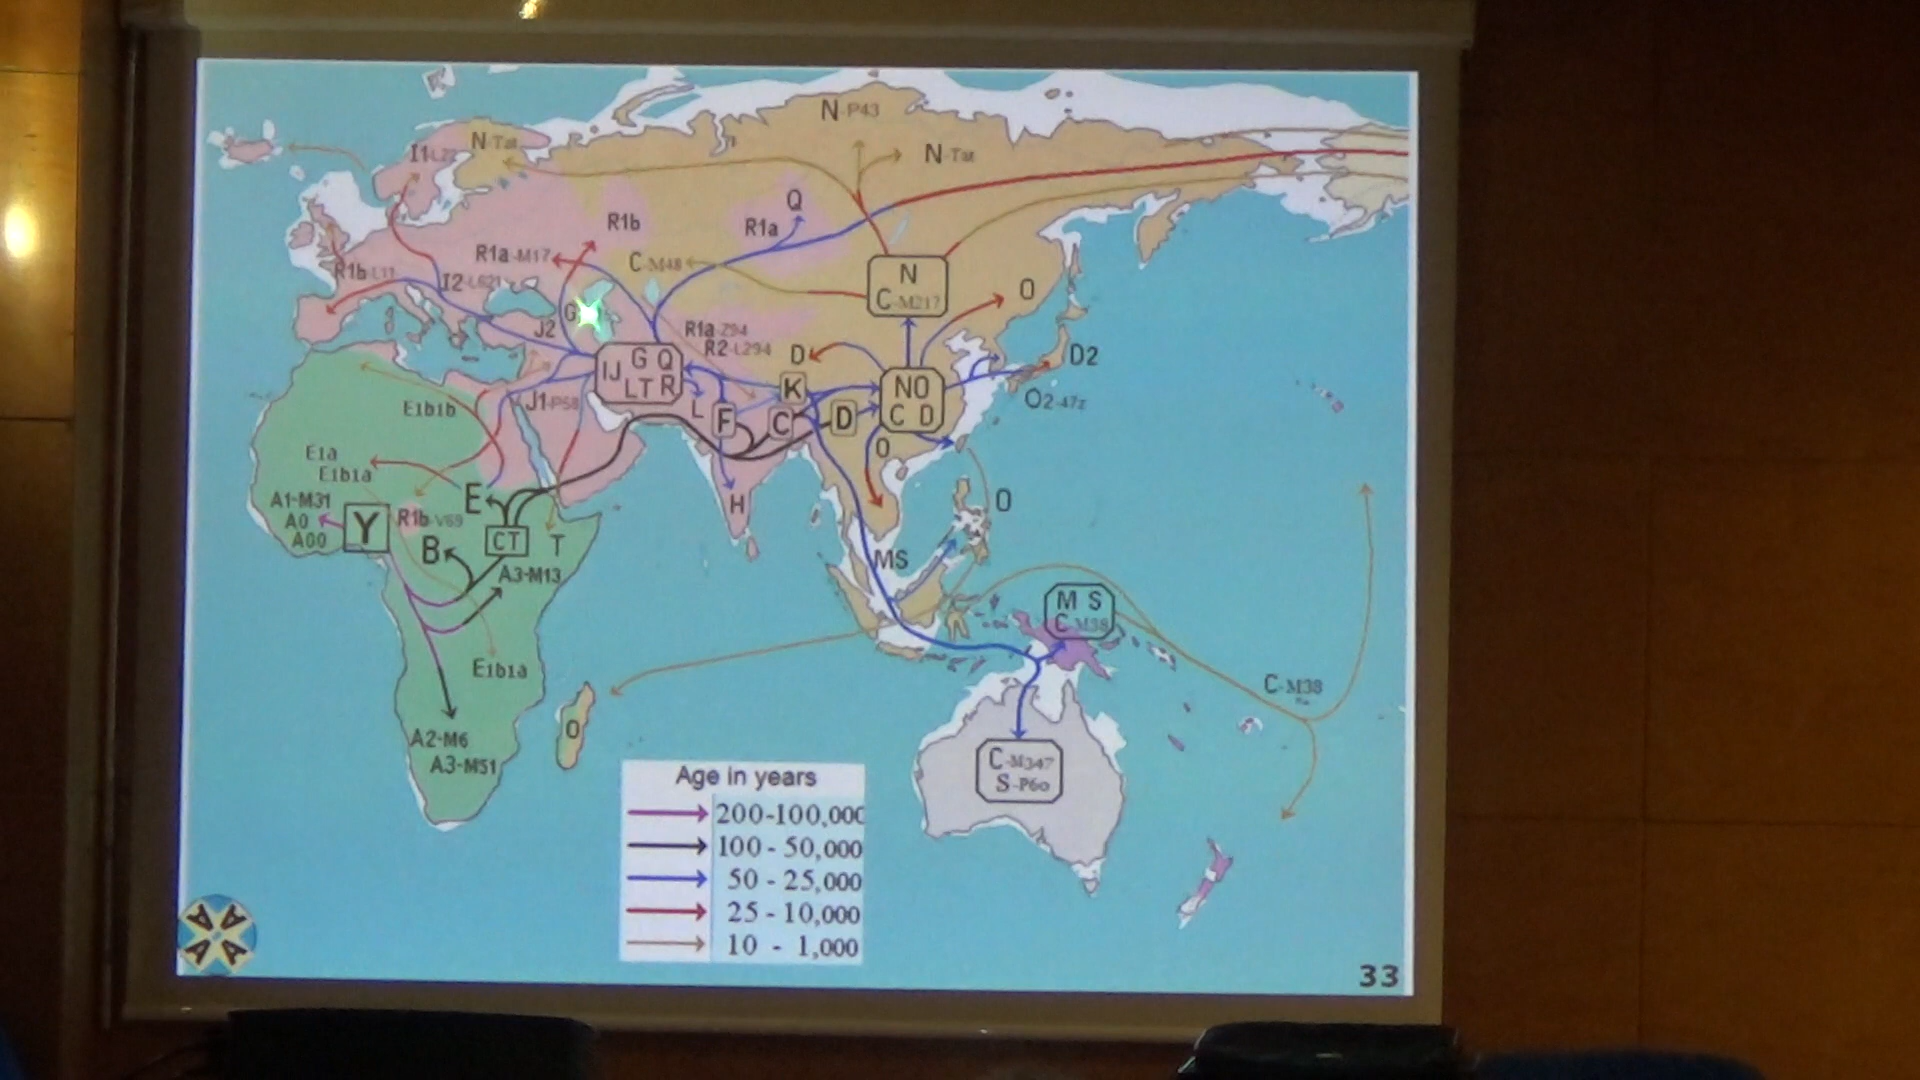 N-P43
I1-L22
N-Tat
N-Tat
Q
R1b
R1a
R1a-M17
C-M48
R1b-L11
I2-L621
N
C-M217
O
G
J2
R1a-Z94
R2-L294
D
D2
IJ G Q
LT R
K
NO
C D
L
F
C
D
J1-P58
E1b1b
O2-47z
O
E1a
E1b1a
A1-M31
A0
A00
Y
R1b-V69
E
H
O
B
CT
T
A3-M13
MS
M S
C-M38
E1b1a
C-M38
O
A2-M6
A3-M51
C-M347
S-P60
Age in years
200-100,000
100 - 50,000
50 - 25,000
25 - 10,000
10 - 1,000
A A
A A
33